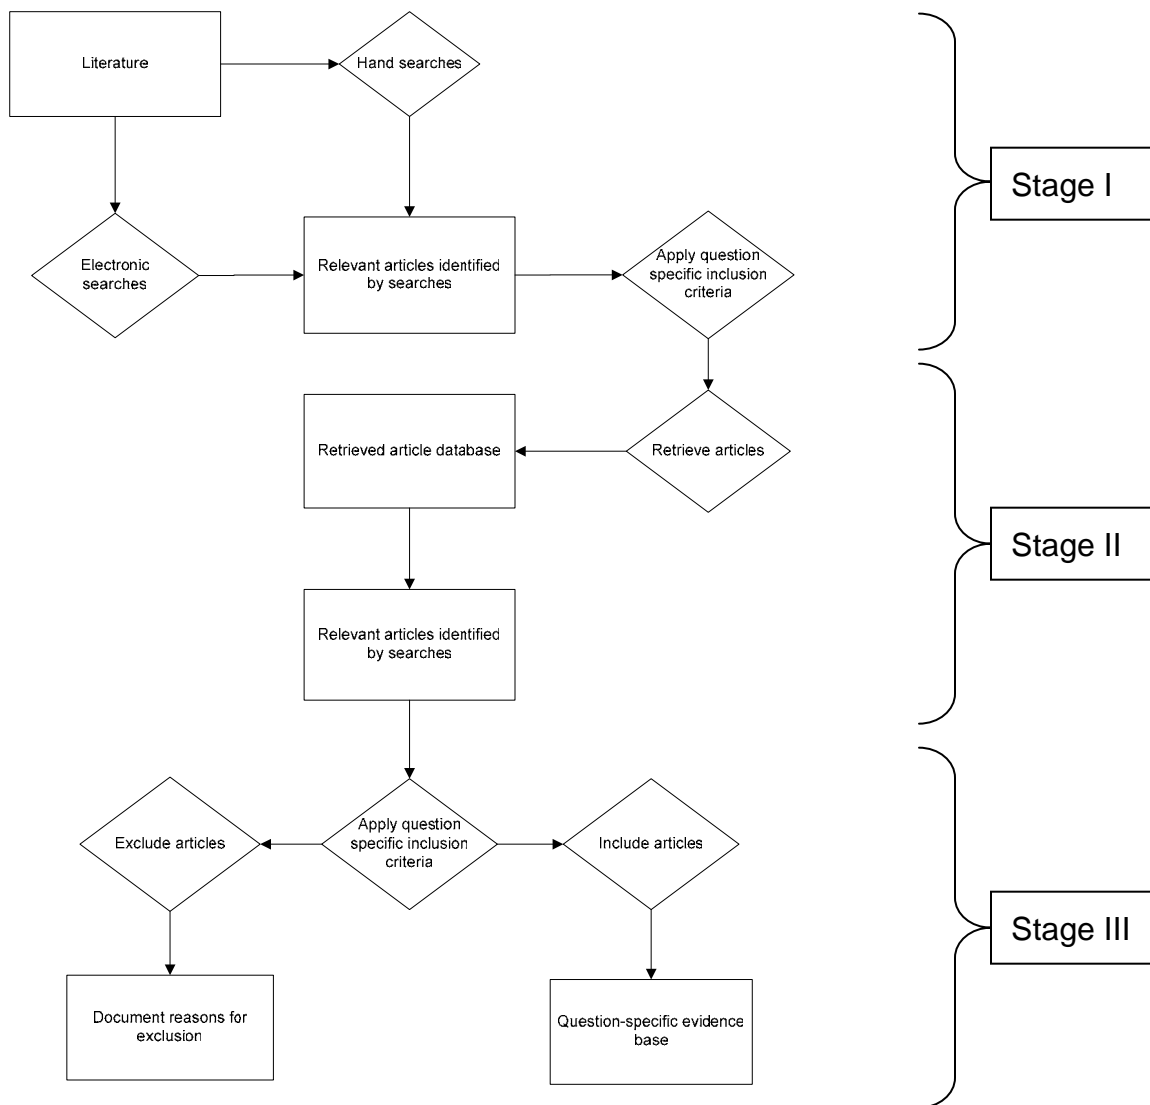 Literature
Hand searches
Stage I
Electronic
searches
Relevant articles identified
by searches
Apply question
specific inclusion
criteria
Retrieved article database
Retrieve articles
Stage II
Relevant articles identified
by searches
Exclude articles
Apply question
specific inclusion
criteria
Include articles
Stage III
Document reasons for
exclusion
Question-specific evidence
base